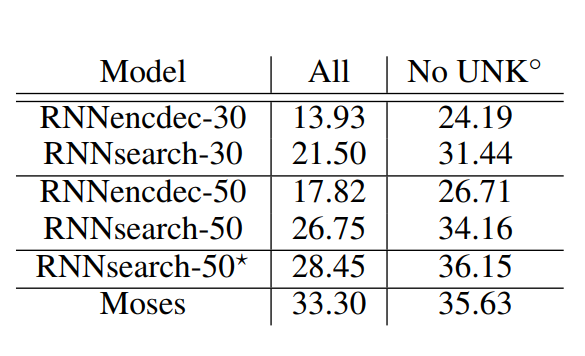 Model All No UNK°
RNNencdec-30 13.93 24.19
RNNsearch-30 21.50 31.44
RNNencdec-50 17.82 26.71
RNNsearch-50 26.75 34.16
RNNsearch-50⋆ 28.45 36.15
Moses 33.30 35.63